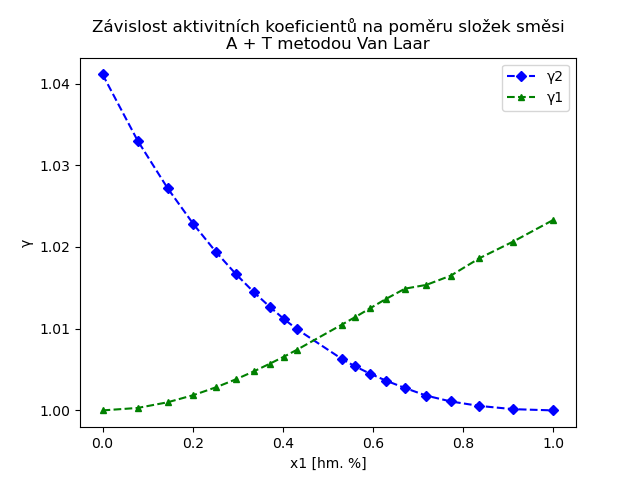 Závislost aktivitních koeficientů na poměru složek směsi
A + T metodou Van Laar
γ2
γ1
1.04
1.03
1.02
1.01
1.00
γ
0.0 0.2 0.4 0.6 0.8 1.0
x1 [hm. %]